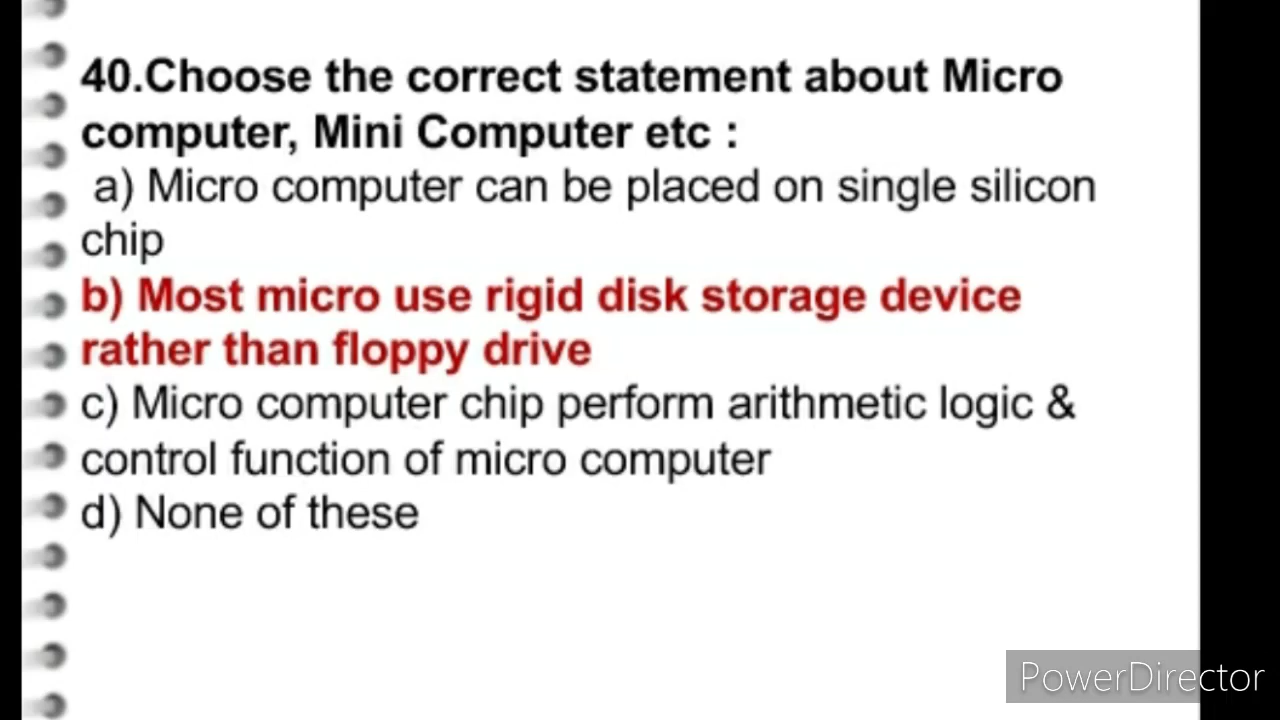 40.Choose the correct statement about Micro
computer, Mini Computer etc :
a) Micro computer can be placed on single silicon
chip
b) Most micro use rigid disk storage device
rather than floppy drive
c) Micro computer chip perform arithmetic logic &
control function of micro computer
d) None of these
PowerDirector